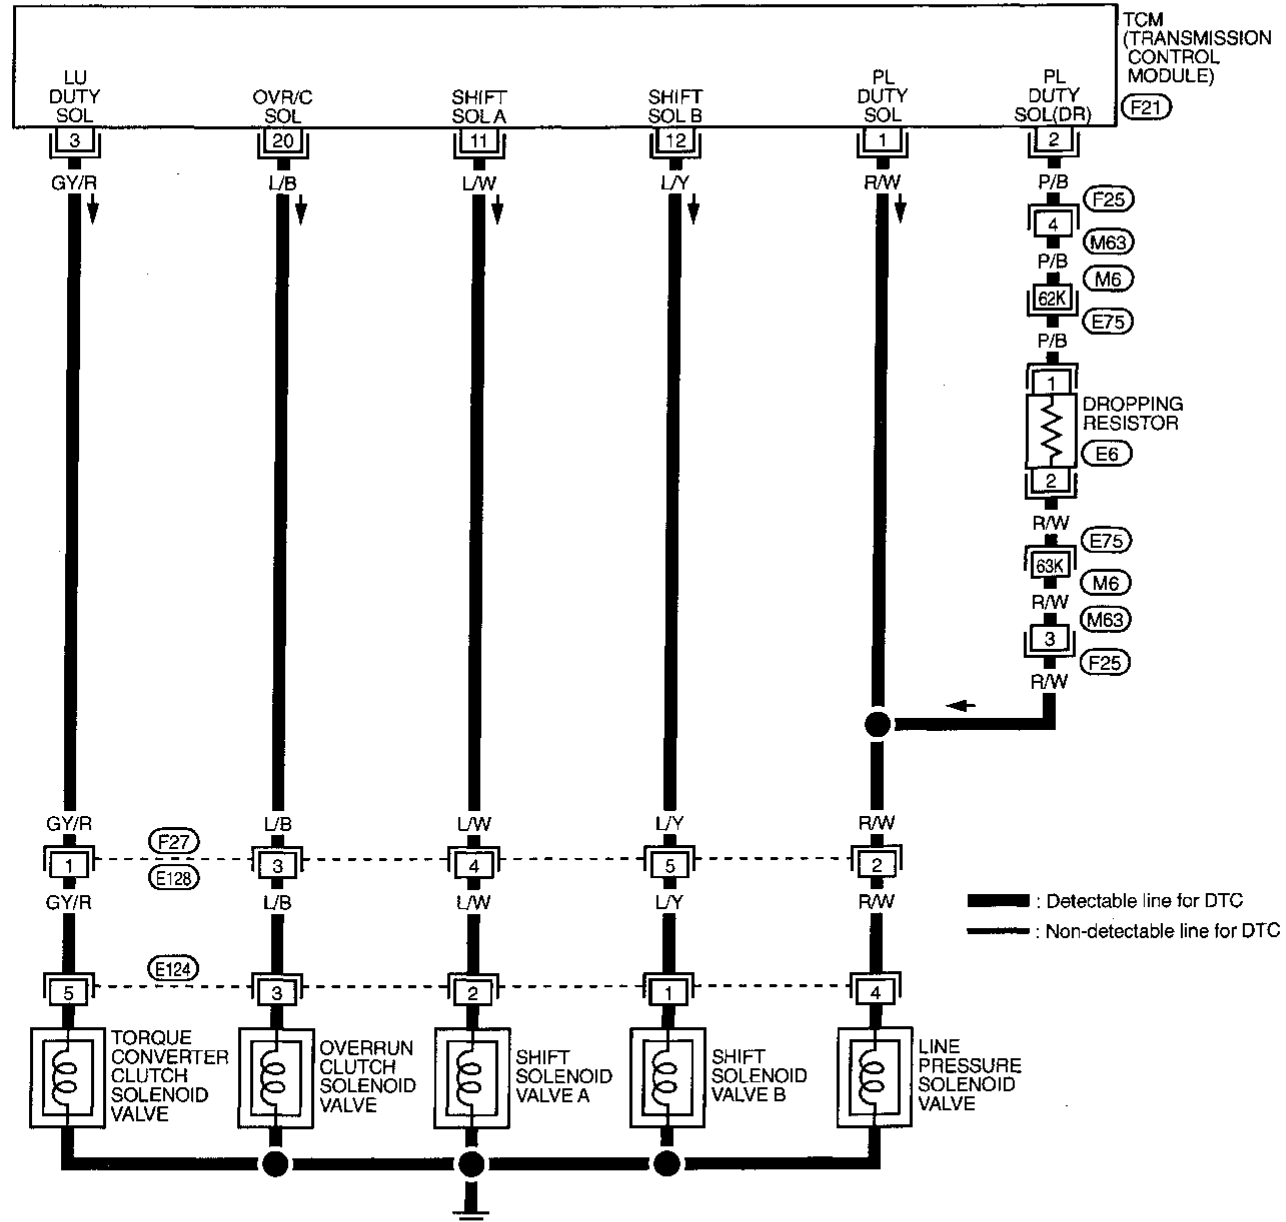 TCM
(TRANSMISSION
CONTROL
MODULE)
F21
LU
DUTY
SOL
OVR/C
SOL
SHIFT
SOL A
SHIFT
SOL B
PL
DUTY
SOL
PL
DUTY
SOL(DR)
3
20
11
12
1
2
GY/R
L/B
L/W
L/Y
R/W
P/B
F25
4
M63
P/B
M6
62K
E75
P/B
1
DROPPING
RESISTOR
E6
2
R/W
E75
63K
M6
R/W
M63
3
F25
R/W
GY/R
L/B
L/W
L/Y
R/W
F27
1
3
4
5
2
E128
GY/R
L/B
L/W
L/Y
R/W
: Detectable line for DTC
: Non-detectable line for DTC
E124
5
3
2
1
4
TORQUE
CONVERTER
CLUTCH
SOLENOID
VALVE
OVERRUN
CLUTCH
SOLENOID
VALVE
SHIFT
SOLENOID
VALVE A
SHIFT
SOLENOID
VALVE B
LINE
PRESSURE
SOLENOID
VALVE